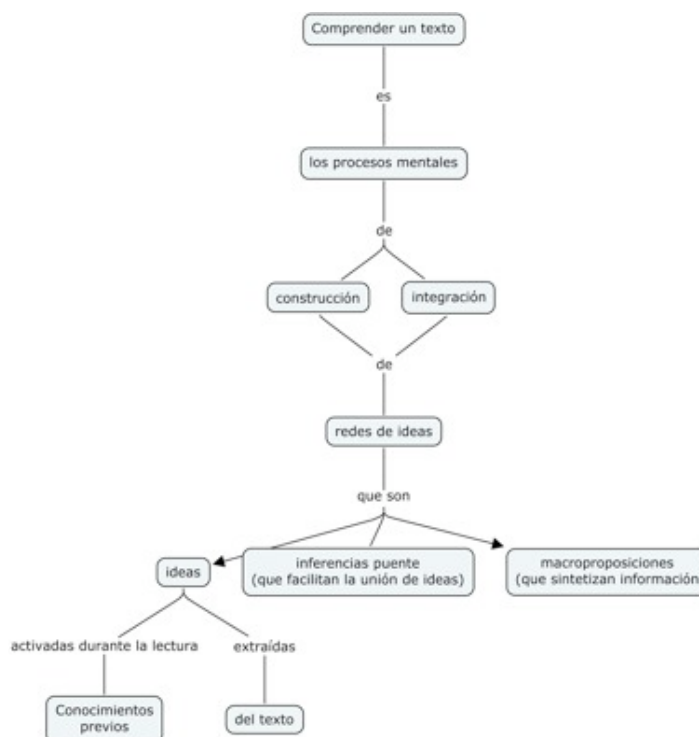 Comprender un texto
es
los procesos mentales
de
construcción
integración
de
redes de ideas
que son
ideas
inferencias puente
(que facilitan la unión de ideas)
macroproposiciones
(que sintetizan información
activadas durante la lectura
extraídas
Conocimientos
previos
del texto